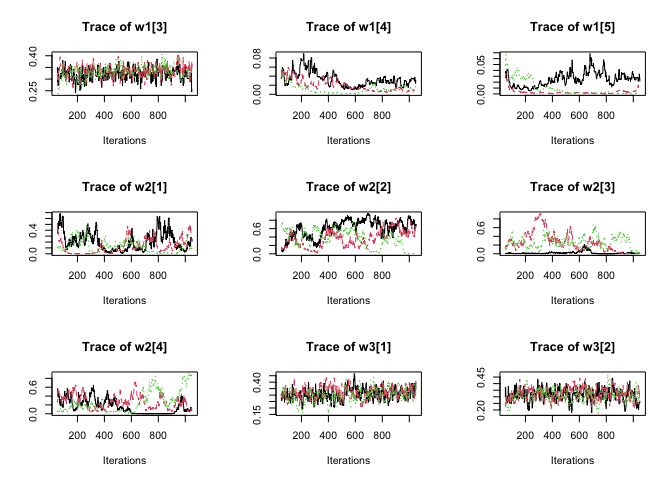 Trace of w1[3]
0.40
0.25
200 400 600 800
Iterations
Trace of w1[4]
0.08
0.00
200 400 600 800
Iterations
Trace of w1[5]
0.05
0.00
200 400 600 800
Iterations
Trace of w2[1]
0.4
0.0
200 400 600 800
Iterations
Trace of w2[2]
0.6
0.0
200 400 600 800
Iterations
Trace of w2[3]
0.6
0.0
200 400 600 800
Iterations
Trace of w2[4]
0.6
0.0
200 400 600 800
Iterations
Trace of w3[1]
0.40
0.15
200 400 600 800
Iterations
Trace of w3[2]
0.45
0.20
200 400 600 800
Iterations